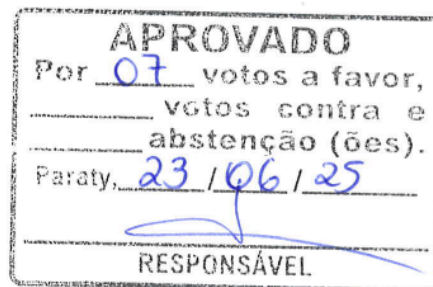 APROVADO
Por 07 votos a favor,
votos contra e
abstenção (ões).
Paraty, 23 / 06 / 25
RESPONSÁVEL